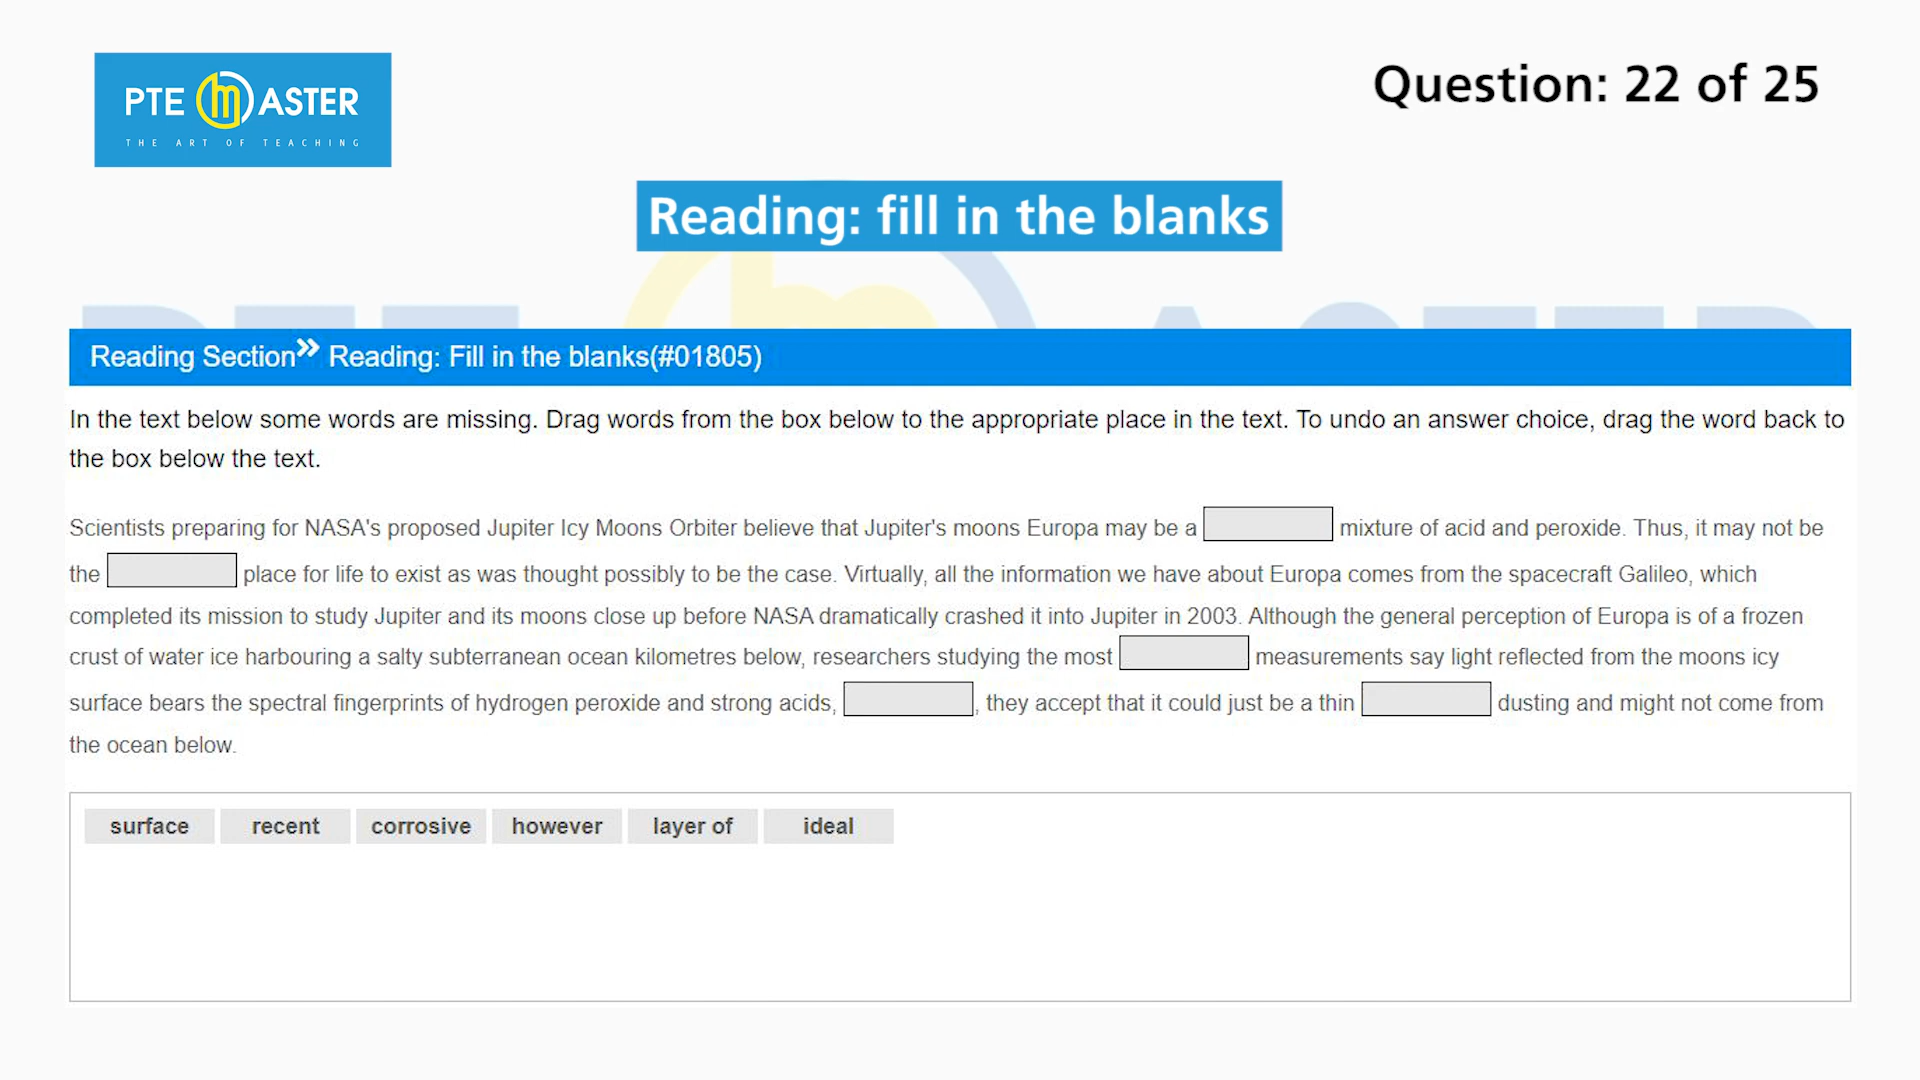 PTE MASTER
THE ART OF TEACHING
Question: 22 of 25
Reading: fill in the blanks
Reading Section» Reading: Fill in the blanks(#01805)
In the text below some words are missing. Drag words from the box below to the appropriate place in the text. To undo an answer choice, drag the word back to
the box below the text.
Scientists preparing for NASA's proposed Jupiter Icy Moons Orbiter believe that Jupiter's moons Europa may be a mixture of acid and peroxide. Thus, it may not be
the place for life to exist as was thought possibly to be the case. Virtually, all the information we have about Europa comes from the spacecraft Galileo, which
completed its mission to study Jupiter and its moons close up before NASA dramatically crashed it into Jupiter in 2003. Although the general perception of Europa is of a frozen
crust of water ice harbouring a salty subterranean ocean kilometres below, researchers studying the most measurements say light reflected from the moons icy
surface bears the spectral fingerprints of hydrogen peroxide and strong acids, , they accept that it could just be a thin dusting and might not come from
the ocean below.
surface recent corrosive however layer of ideal